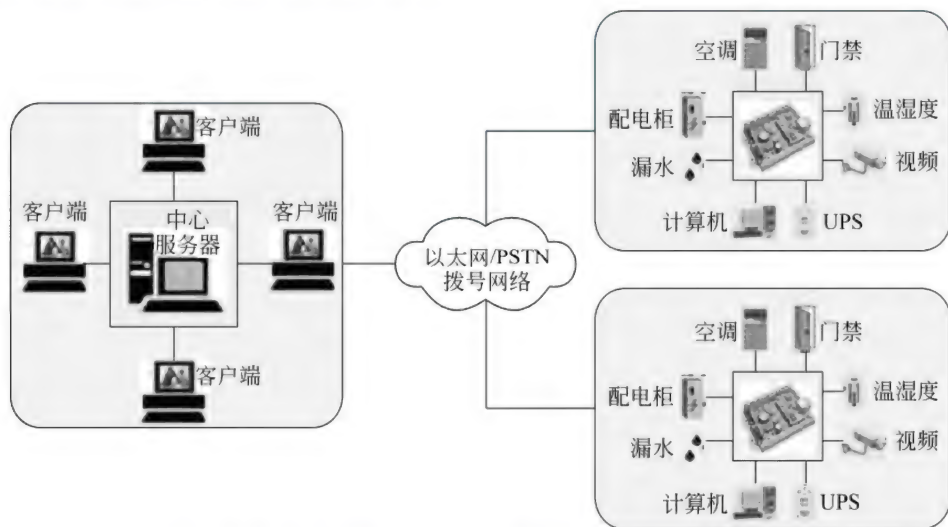 客户端
客户端
中心
服务器
客户端
客户端
以太网/PSTN
拨号网络
空调
门禁
配电柜
温湿度
漏水
视频
计算机
UPS
空调
门禁
配电柜
温湿度
漏水
视频
计算机
UPS